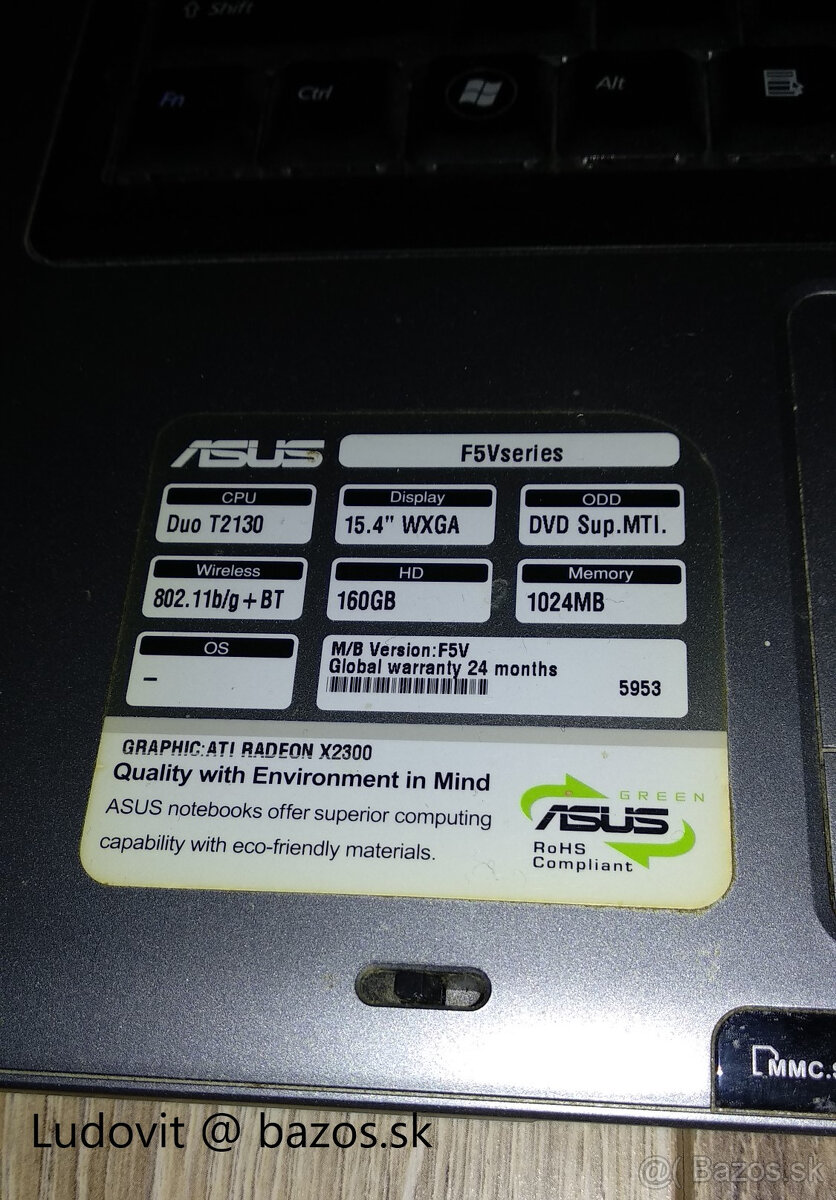 Shift
Fn Ctrl Alt
ASUS F5Vseries
CPU Display ODD
Duo T2130 15.4" WXGA DVD Sup.MTI.
Wireless HD Memory
802.11b/g+BT 160GB 1024MB
OS
–
M/B Version:F5V
Global warranty 24 months
5953
GRAPHIC:ATI RADEON X2300
Quality with Environment in Mind
ASUS notebooks offer superior computing
capability with eco-friendly materials.
GREEN
ASUS
RoHS
Compliant
MMC.S
Ludovit @ bazos.sk
@ Bazos.sk